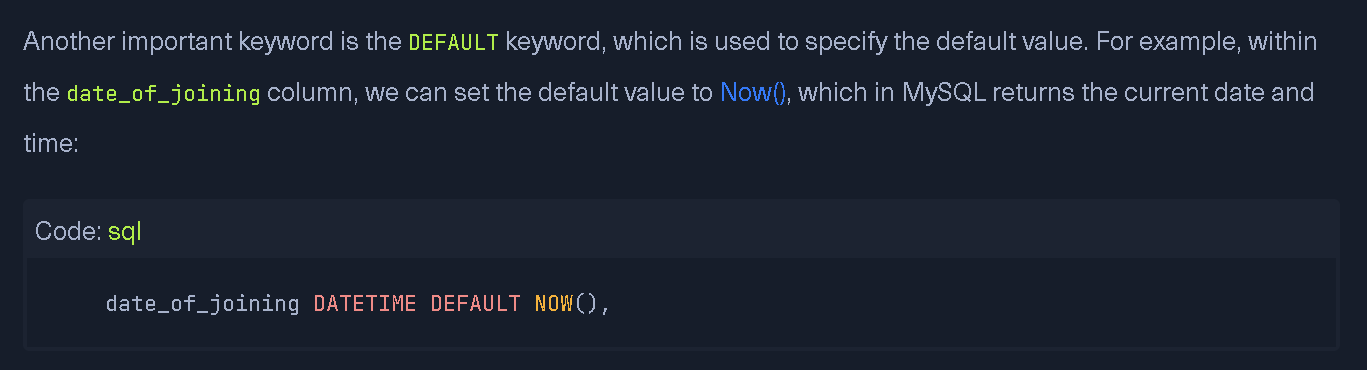 Another important keyword is the DEFAULT keyword, which is used to specify the default value. For example, within
the date_of_joining column, we can set the default value to Now(), which in MySQL returns the current date and
time:
Code: sql
date_of_joining DATETIME DEFAULT NOW(),